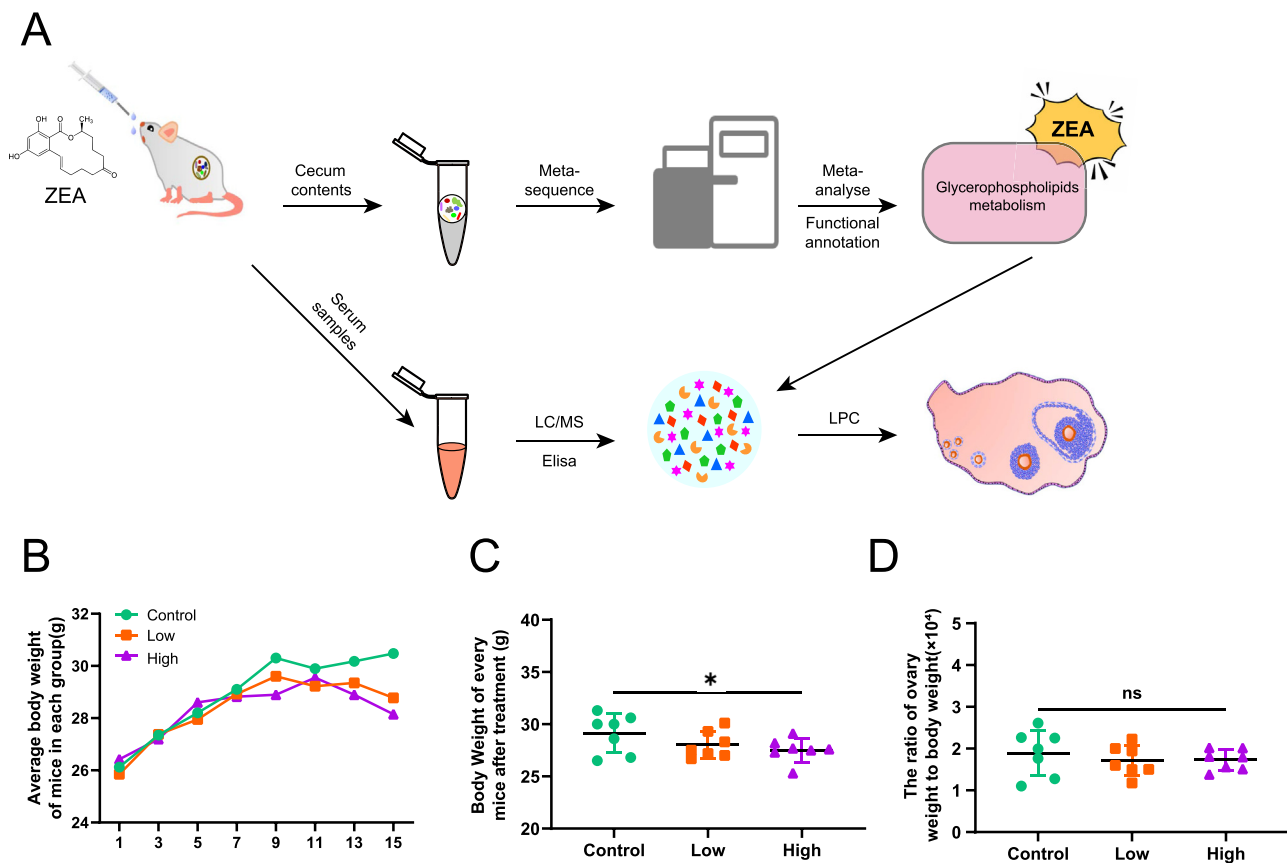 A
OH
O
CH₃
O
HO
O
ZEA
Cecum
contents
Meta-
sequence
Meta-
analyse
Functional
annotation
ZEA
Glycerophospholipids
metabolism
Serum
samples
LC/MS
Elisa
LPC
B
Average body weight
of mice in each group(g)
32
30
28
26
24
Control
Low
High
1 3 5 7 9 11 13 15
C
Body Weight of every
mice after treatment (g)
40
35
30
25
20
*
Control Low High
D
The ratio of ovary
weight to body weight(×10⁴)
5
4
3
2
1
0
ns
Control Low High